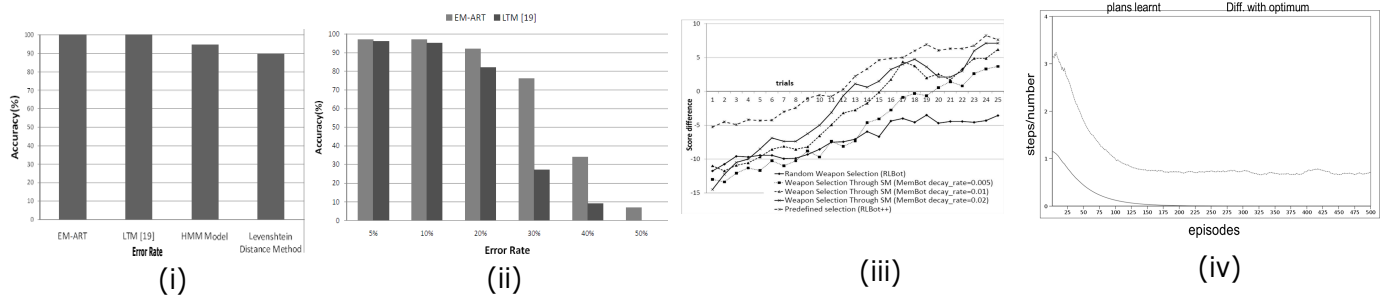 100
90
80
70
60
50
40
30
20
10
0
Accuracy(%)
EM-ART
LTM [19]
HMM Model
Levenshtein
Distance Method
Error Rate
(i)
EM-ART LTM [19]
100
90
80
70
60
50
40
30
20
10
0
Accuracy(%)
5% 10% 20% 30% 40% 50%
Error Rate
(ii)
10
5
0
-5
-10
-15
Score difference
trials
1 2 3 4 5 6 7 8 9 10 11 12 13 14 15 16 17 18 19 20 21 22 23 24 25
Random Weapon Selection (RLBot)
Weapon Selection Through SM (MemBot decay_rate=0.005)
Weapon Selection Through SM (MemBot decay_rate=0.01)
Weapon Selection Through SM (MemBot decay_rate=0.02)
Predefined selection (RLBot++)
(iii)
plans learnt Diff. with optimum
4
3
2
1
0
steps/number
25 50 75 100 125 150 175 200 225 250 275 300 325 350 375 400 425 450 475 500
episodes
(iv)